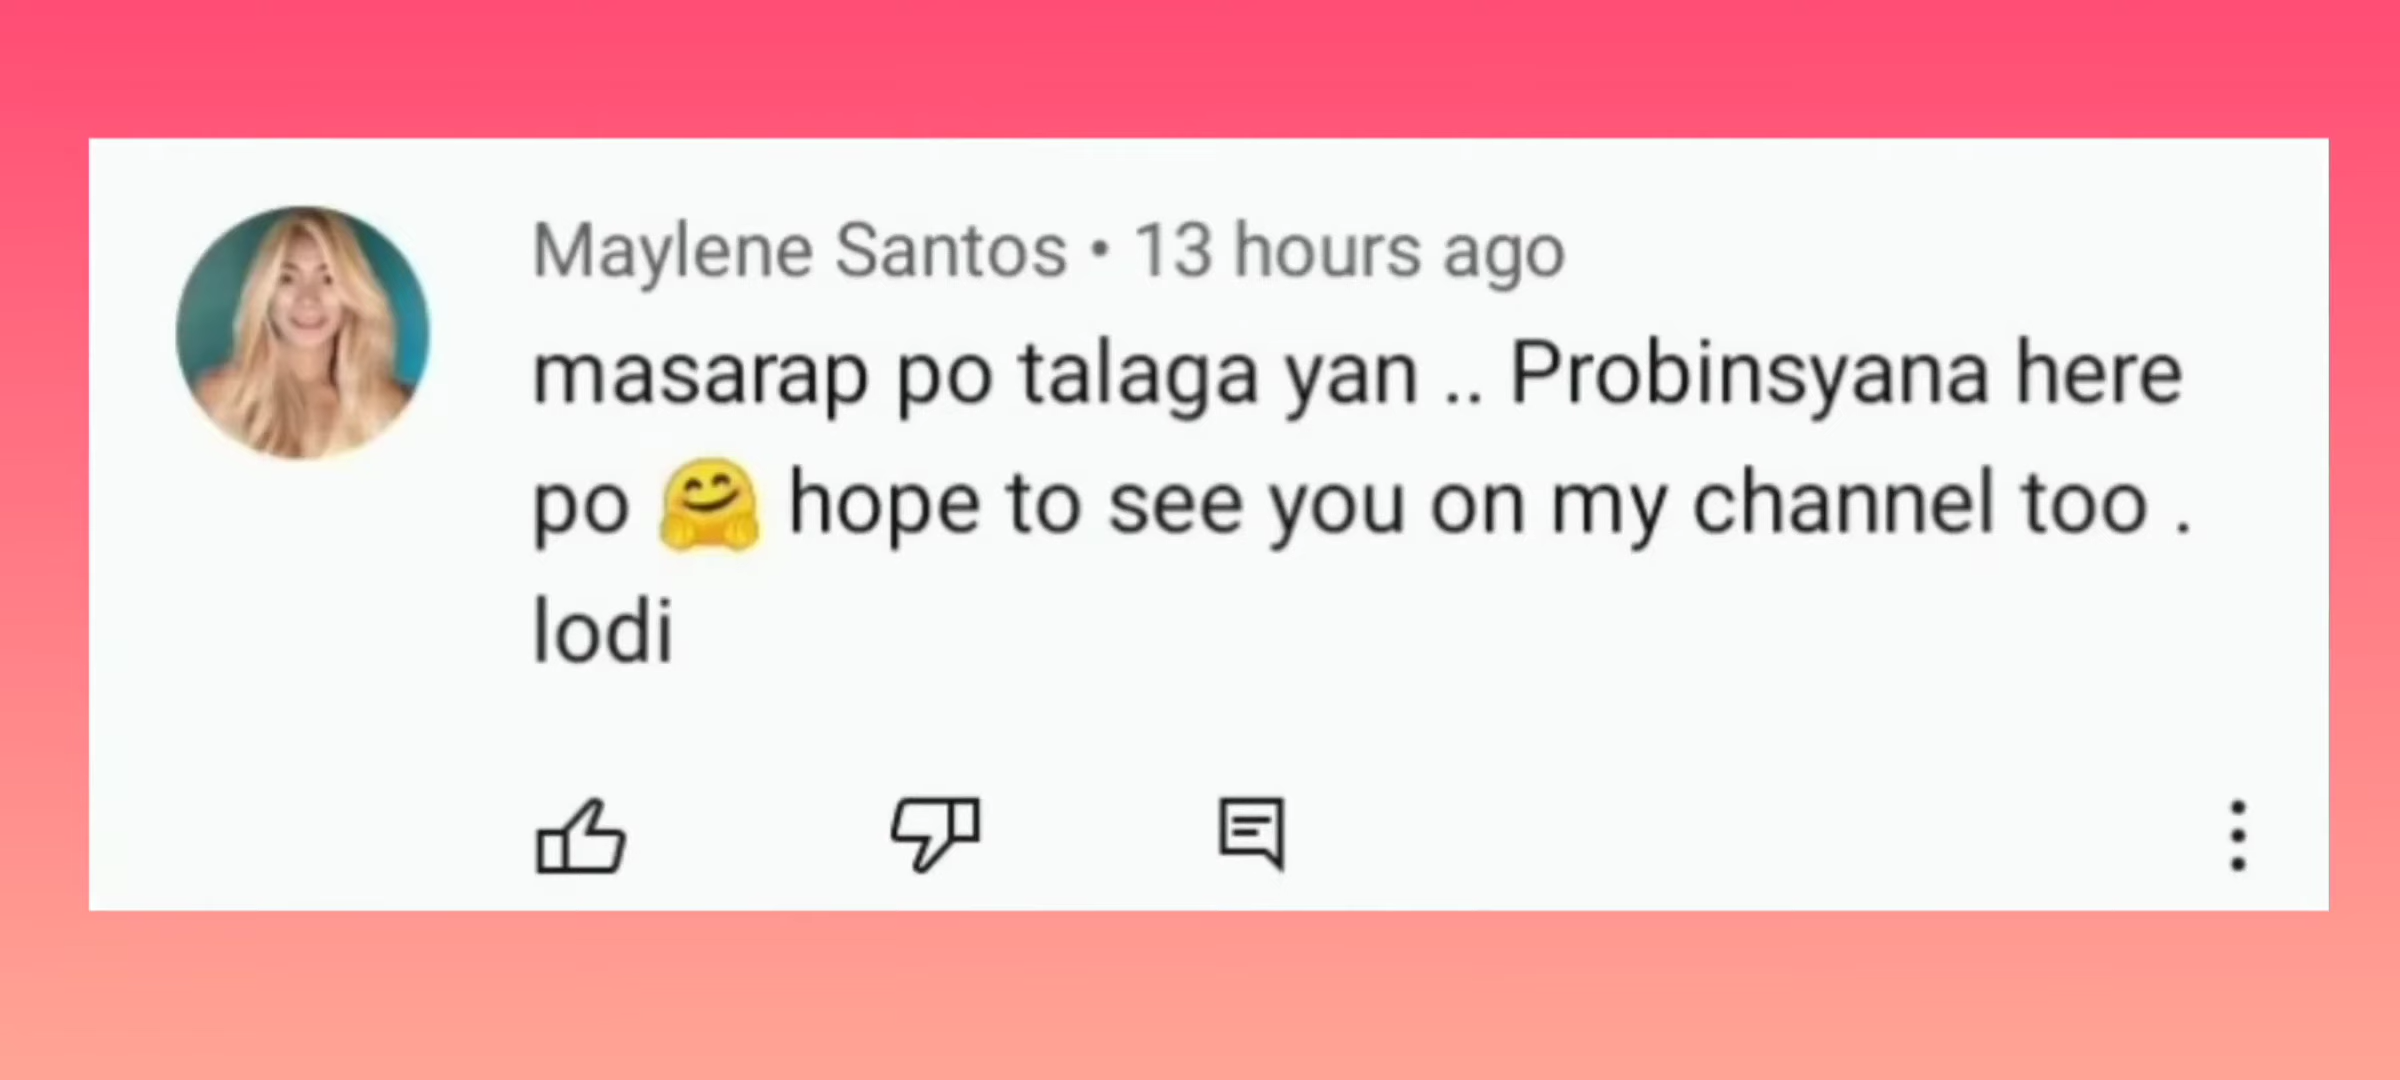 Maylene Santos • 13 hours ago
masarap po talaga yan .. Probinsyana here
po 🤗 hope to see you on my channel too .
lodi